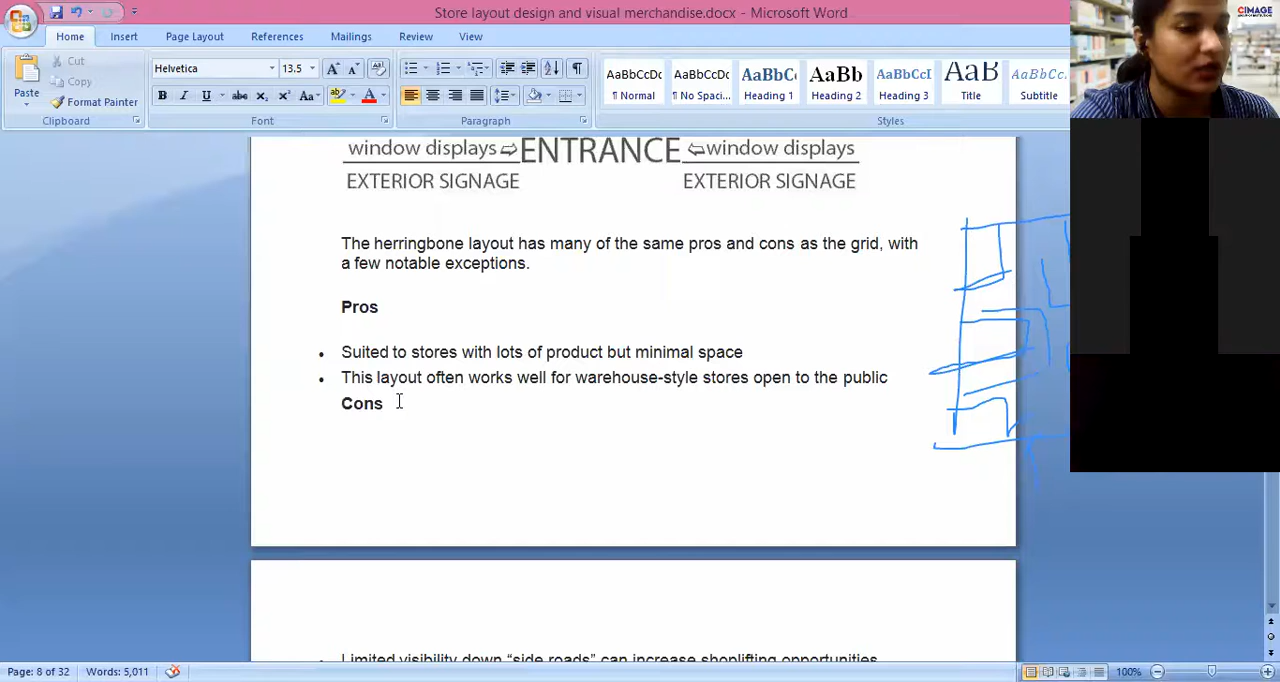 Store layout design and visual merchandise.docx - Microsoft Word
CIMAGE
Home Insert Page Layout References Mailings Review View
Cut
Copy
Paste
Format Painter
Clipboard
Helvetica 13.5
Font
Paragraph
AaBbCcDc AaBbCcDc AaBbC AaBb AaBbCcI AaB AaBbCc
¶ Normal ¶ No Spaci... Heading 1 Heading 2 Heading 3 Title Subtitle
Styles
window displays ⇨ ENTRANCE ⇦ window displays
EXTERIOR SIGNAGE EXTERIOR SIGNAGE
The herringbone layout has many of the same pros and cons as the grid, with
a few notable exceptions.
Pros
• Suited to stores with lots of product but minimal space
• This layout often works well for warehouse-style stores open to the public
Cons
• Limited visibility down “side roads” can increase shoplifting opportunities
Page: 8 of 32 Words: 5,011 100%